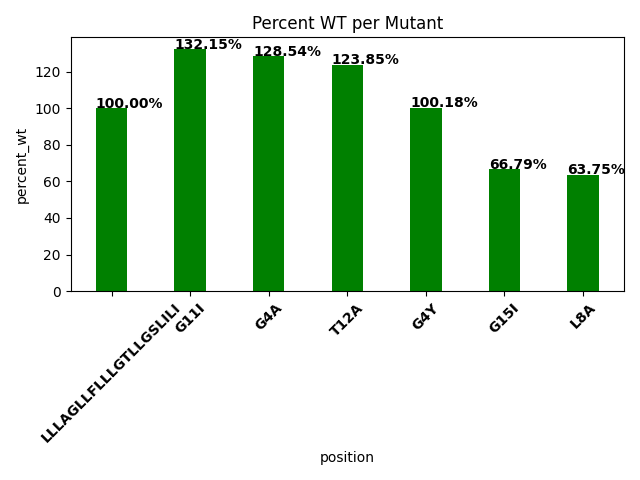 Percent WT per Mutant
percent_wt
120
100
80
60
40
20
0
100.00%
132.15%
128.54%
123.85%
100.18%
66.79%
63.75%
LLLAGLLFLLLGTLLGSLILI
G11I
G4A
T12A
G4Y
G15I
L8A
position